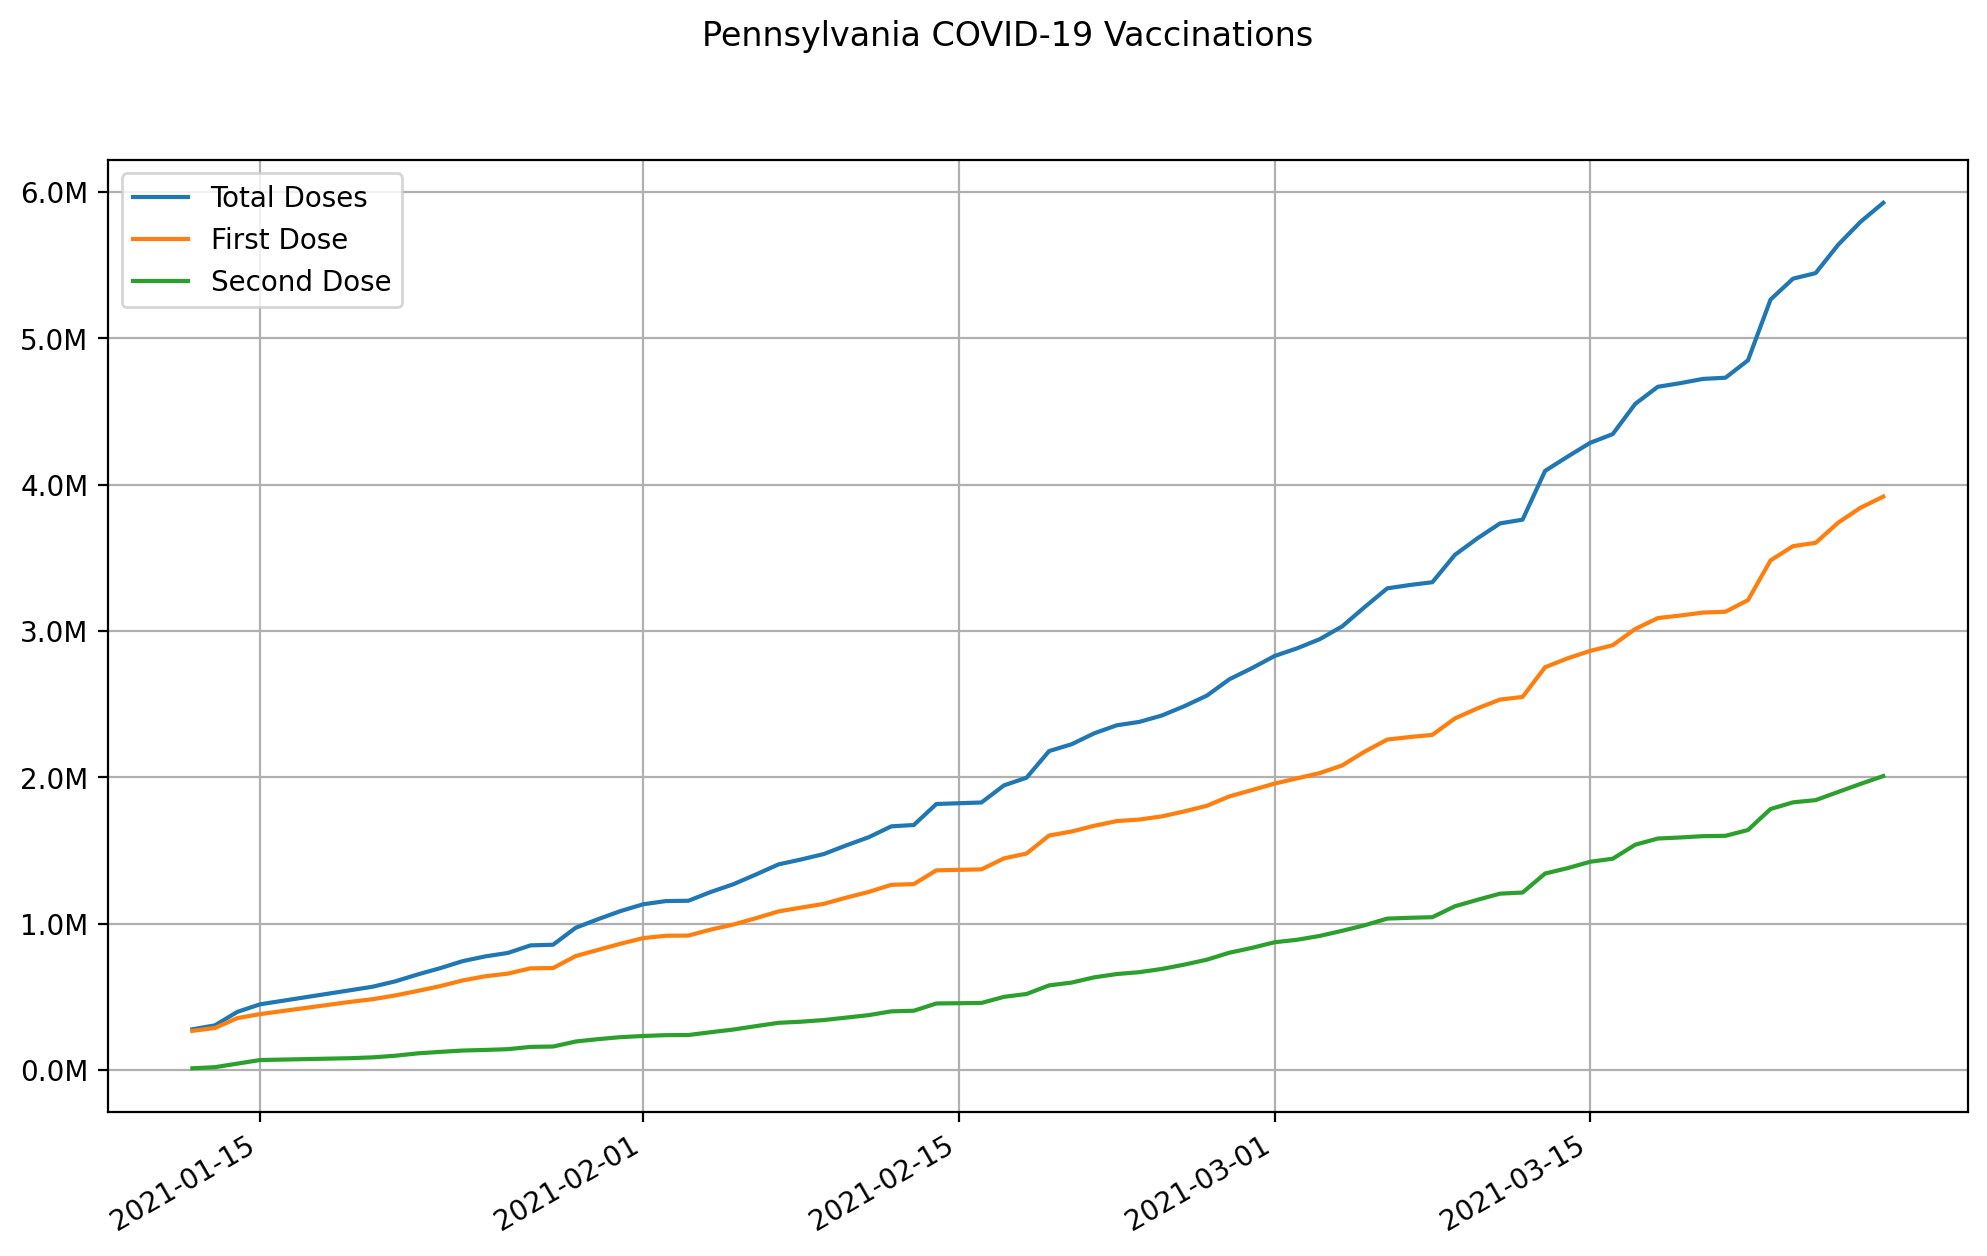 Pennsylvania COVID-19 Vaccinations
6.0M
5.0M
4.0M
3.0M
2.0M
1.0M
0.0M
Total Doses
First Dose
Second Dose
2021-01-15
2021-02-01
2021-02-15
2021-03-01
2021-03-15